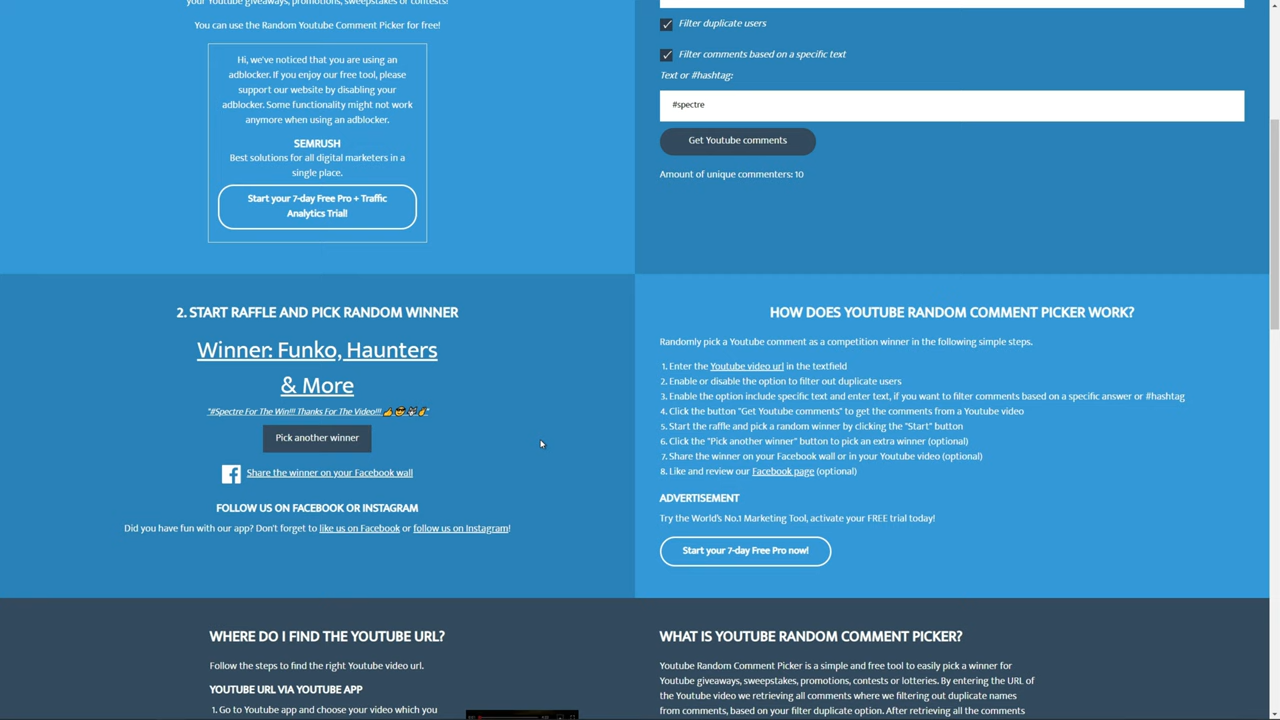 your Youtube giveaways, promotions, sweepstakes or contests!
You can use the Random Youtube Comment Picker for free!
Hi, we've noticed that you are using an
adblocker. If you enjoy our free tool, please
support our website by disabling your
adblocker. Some functionality might not work
anymore when using an adblocker.
SEMRUSH
Best solutions for all digital marketers in a
single place.
Start your 7-day Free Pro + Traffic
Analytics Trial!
Filter duplicate users
Filter comments based on a specific text
Text or #hashtag:
#spectre
Get Youtube comments
Amount of unique commenters: 10
2. START RAFFLE AND PICK RANDOM WINNER
Winner: Funko, Haunters
& More
"#Spectre For The Win!!! Thanks For The Video!!! 👍😎"
Pick another winner
Share the winner on your Facebook wall
FOLLOW US ON FACEBOOK OR INSTAGRAM
Did you have fun with our app? Don't forget to like us on Facebook or follow us on Instagram!
HOW DOES YOUTUBE RANDOM COMMENT PICKER WORK?
Randomly pick a Youtube comment as a competition winner in the following simple steps.
1. Enter the Youtube video url in the textfield
2. Enable or disable the option to filter out duplicate users
3. Enable the option include specific text and enter text, if you want to filter comments based on a specific answer or #hashtag
4. Click the button "Get Youtube comments" to get the comments from a Youtube video
5. Start the raffle and pick a random winner by clicking the "Start" button
6. Click the "Pick another winner" button to pick an extra winner (optional)
7. Share the winner on your Facebook wall or in your Youtube video (optional)
8. Like and review our Facebook page (optional)
ADVERTISEMENT
Try the World's No.1 Marketing Tool, activate your FREE trial today!
Start your 7-day Free Pro now!
WHERE DO I FIND THE YOUTUBE URL?
Follow the steps to find the right Youtube video url.
YOUTUBE URL VIA YOUTUBE APP
1. Go to Youtube app and choose your video which you
WHAT IS YOUTUBE RANDOM COMMENT PICKER?
Youtube Random Comment Picker is a simple and free tool to easily pick a winner for
Youtube giveaways, sweepstakes, promotions, contests or lotteries. By entering the URL of
the Youtube video we retrieving all comments where we filtering out duplicate names
from comments, based on your filter duplicate option. After retrieving all the comments